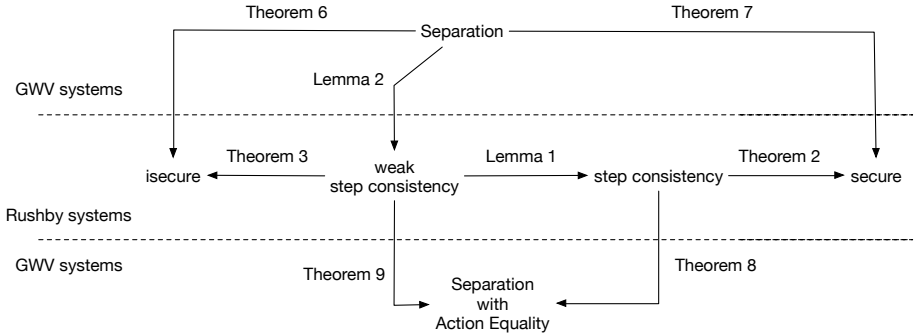 Theorem 6
Theorem 7
Separation
Lemma 2
GWV systems
Theorem 3
Lemma 1
Theorem 2
isecure
weak
step consistency
step consistency
secure
Rushby systems
GWV systems
Theorem 9
Theorem 8
Separation
with
Action Equality